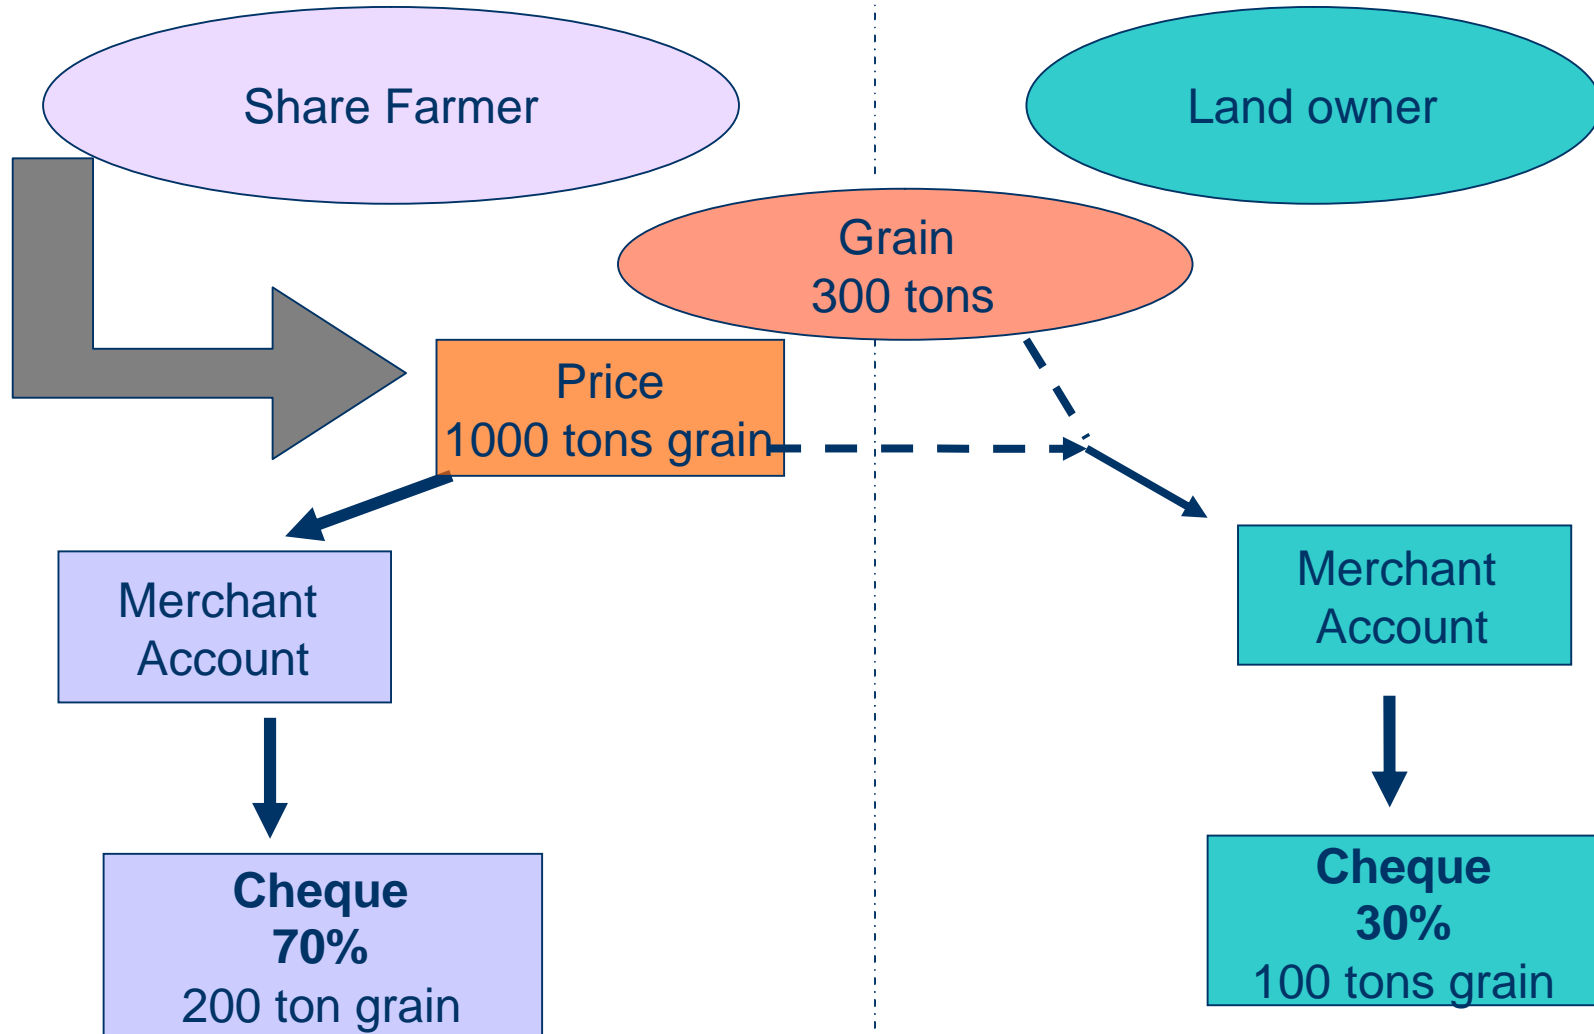 Share Farmer
Land owner
Grain
300 tons
Price
1000 tons grain
Merchant
Account
Merchant
Account
Cheque
70%
200 ton grain
Cheque
30%
100 tons grain